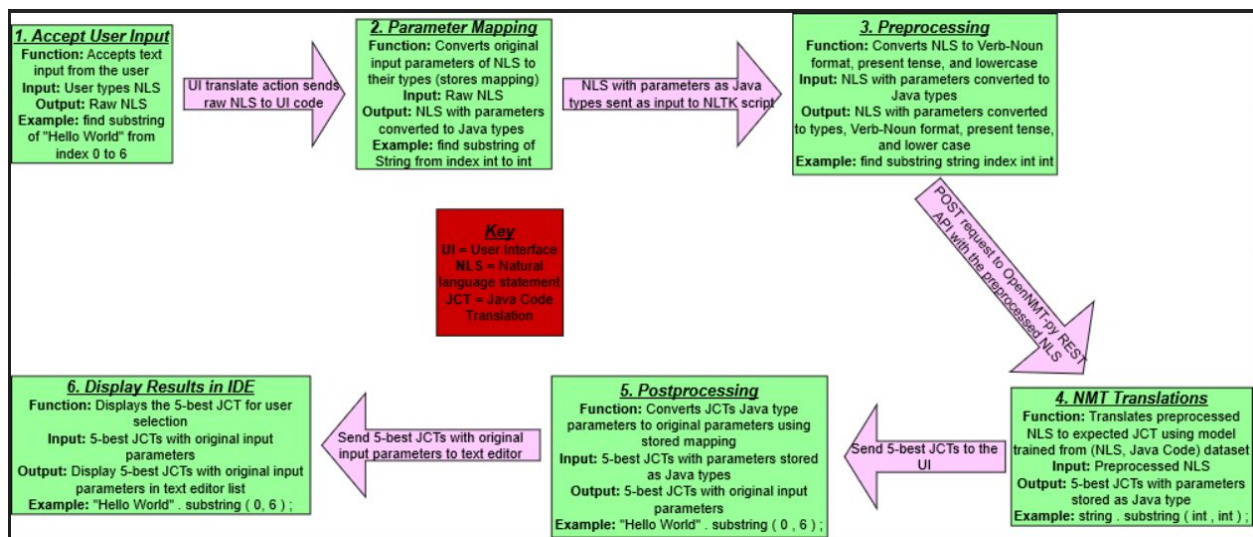 1. Accept User Input
Function: Accepts text
input from the user
Input: User types NLS
Output: Raw NLS
Example: find substring
of "Hello World" from
index 0 to 6
UI translate action sends
raw NLS to UI code
2. Parameter Mapping
Function: Converts original
input parameters of NLS to
their types (stores mapping)
Input: Raw NLS
Output: NLS with parameters
converted to Java types
Example: find substring of
String from index int to int
NLS with parameters as Java
types sent as input to NLTK script
3. Preprocessing
Function: Converts NLS to Verb-Noun
format, present tense, and lowercase
Input: NLS with parameters converted to
Java types
Output: NLS with parameters converted
to types, Verb-Noun format, present tense,
and lower case
Example: find substring string index int int
POST request to OpenNMT-py REST
API with the preprocessed NLS
Key
UI = User interface
NLS = Natural
language statement
JCT = Java Code
Translation
4. NMT Translations
Function: Translates preprocessed
NLS to expected JCT using model
trained from (NLS, Java Code) dataset
Input: Preprocessed NLS
Output: 5-best JCTs with parameters
stored as Java type
Example: string . substring ( int , int ) ;
Send 5-best JCTs to the
UI
5. Postprocessing
Function: Converts JCTs Java type
parameters to original parameters using
stored mapping
Input: 5-best JCTs with parameters stored
as Java types
Output: 5-best JCTs with original input
parameters
Example: "Hello World" . substring ( 0 , 6 ) ;
Send 5-best JCTs with original
input parameters to text editor
6. Display Results in IDE
Function: Displays the 5-best JCT for user
selection
Input: 5-best JCTs with original input
parameters
Output: Display 5-best JCTs with original input
parameters in text editor list
Example: "Hello World" . substring ( 0, 6 ) ;